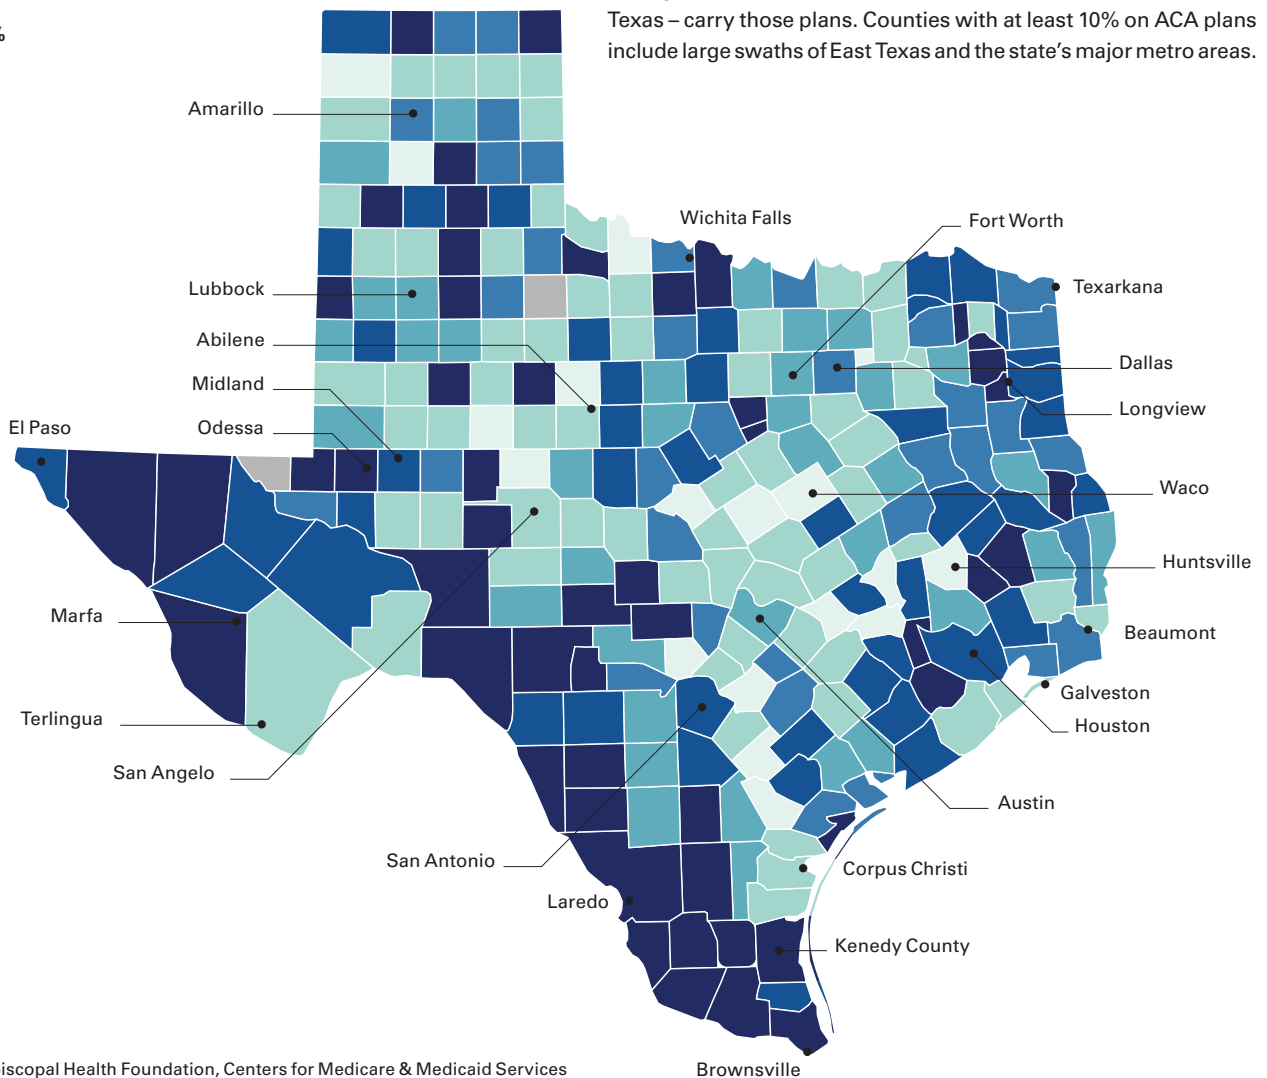 %
Texas – carry those plans. Counties with at least 10% on ACA plans
include large swaths of East Texas and the state's major metro areas.
Amarillo
Wichita Falls
Fort Worth
Lubbock
Texarkana
Abilene
Dallas
Midland
Longview
Odessa
El Paso
Waco
Huntsville
Marfa
Beaumont
Galveston
Terlingua
Houston
San Angelo
Austin
San Antonio
Corpus Christi
Laredo
Kenedy County
iscopal Health Foundation, Centers for Medicare & Medicaid Services
Brownsville